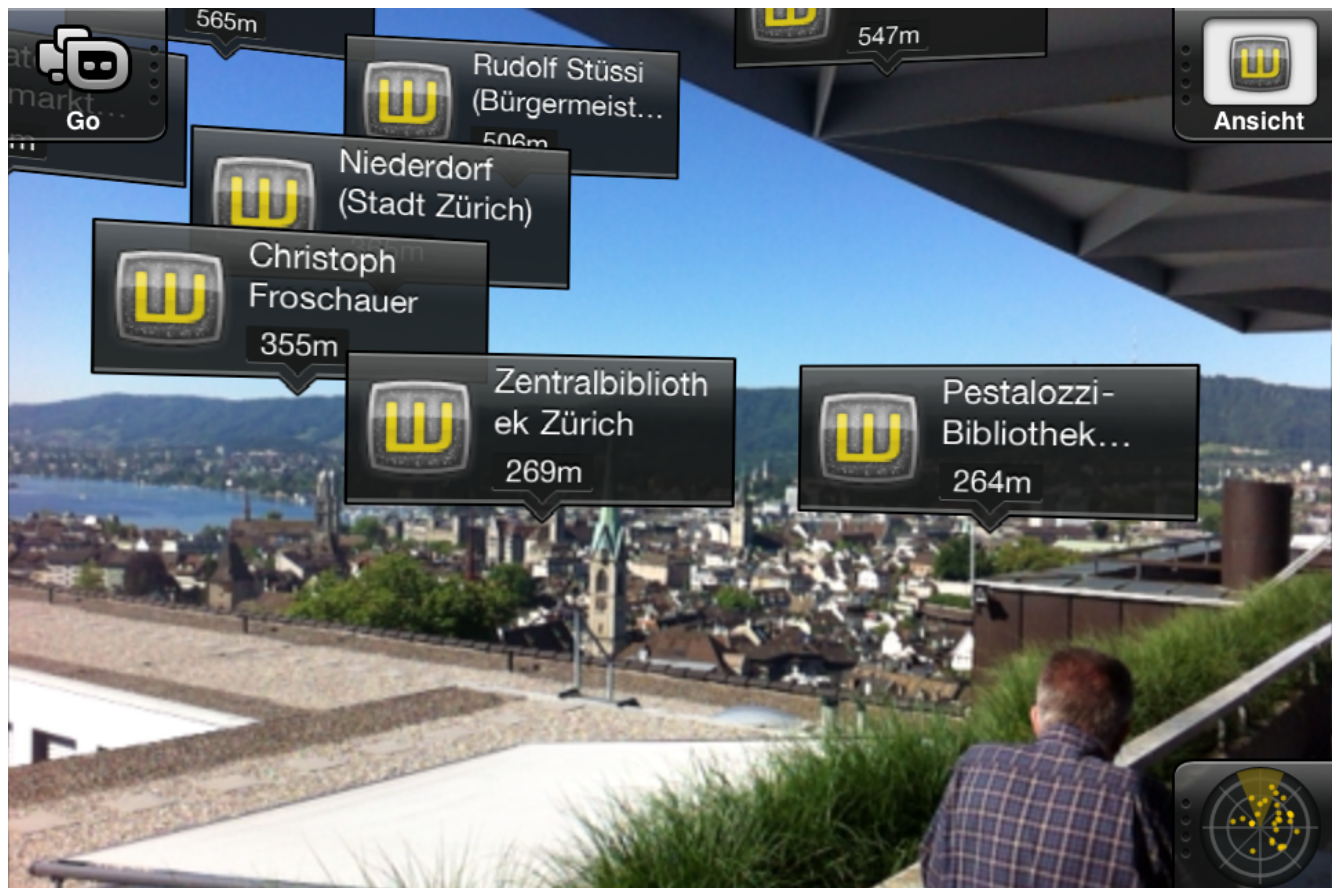 565m
547m
Go
Ansicht
markt...
Rudolf Stüssi
(Bürgermeist...
506m
Niederdorf
(Stadt Zürich)
Christoph
Froschauer
355m
Zentralbiblioth
ek Zürich
269m
Pestalozzi-
Bibliothek...
264m